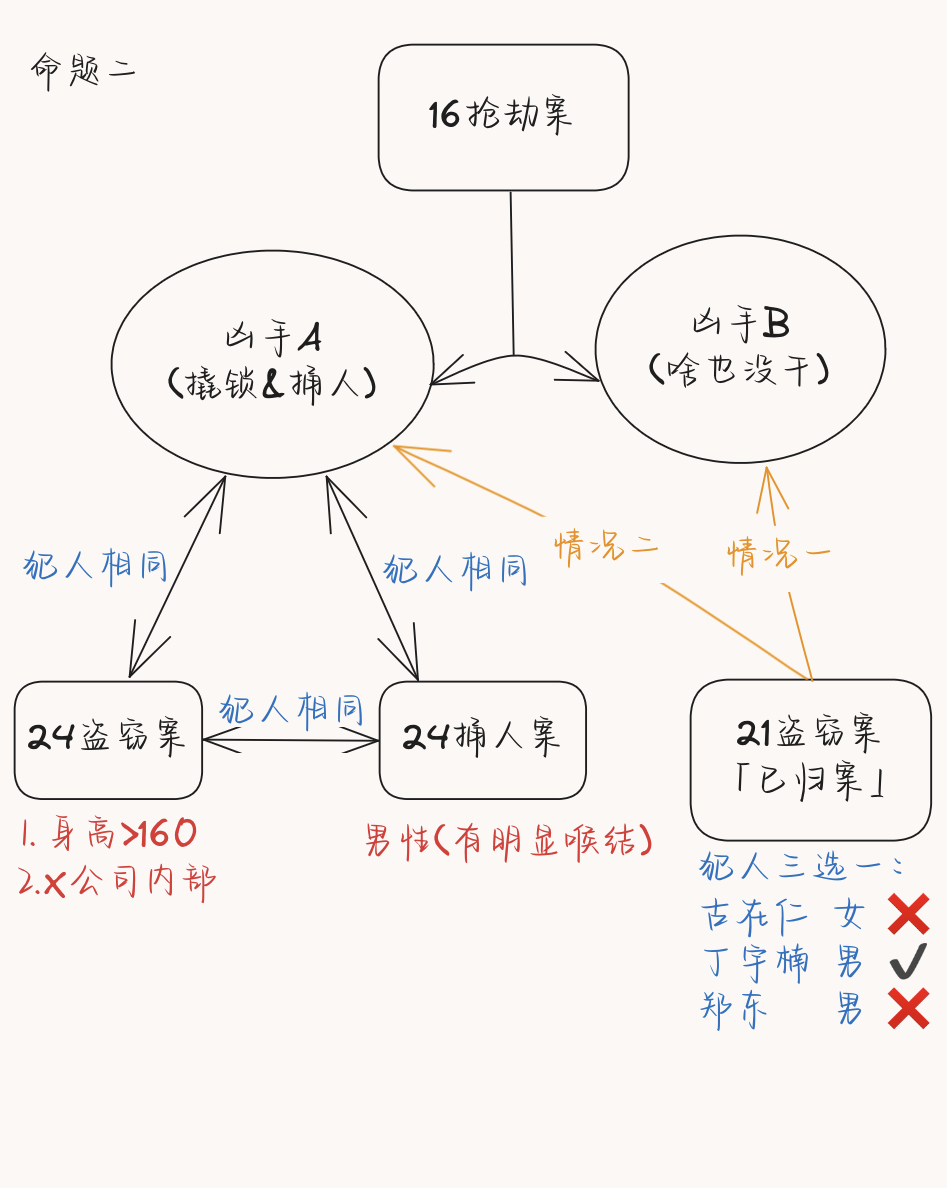 命题二
16抢劫案
凶手A
(撬锁&捅人)
凶手B
(啥也没干)
情况二
情况一
犯人相同
犯人相同
犯人相同
24盗窃案
24捅人案
21盗窃案
「已归案」
1. 身高>160
2.x公司内部
男性(有明显喉结)
犯人三选一:
古在仁 女 ❌
丁宇楠 男 ✔
郑东 男 ❌